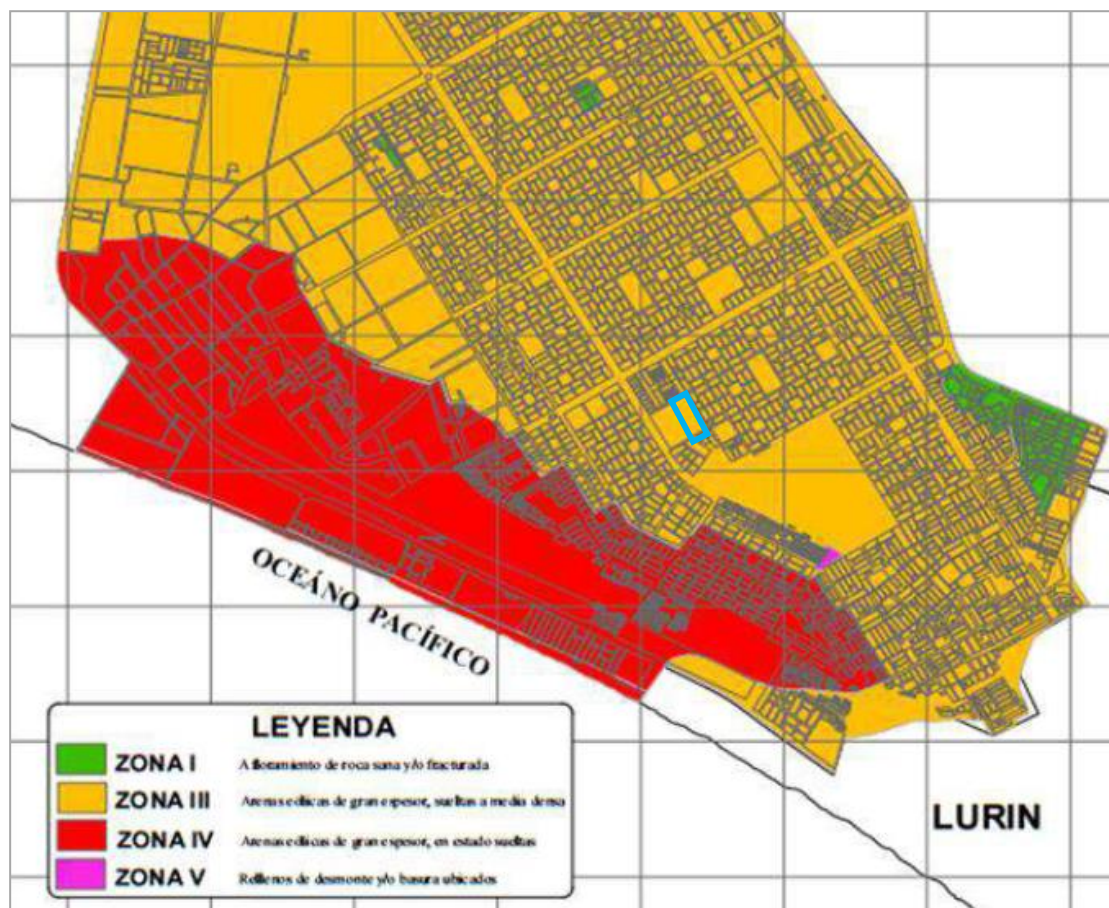 OCEÁNO PACÍFICO
LEYENDA
ZONA I Afloramiento de roca sana y/o fracturada
ZONA III Arenas eólicas de gran espesor, sueltas a media densa
ZONA IV Arenas eólicas de gran espesor, en estado sueltas
ZONA V Rellenos de desmonte y/o basura ubicados
LURIN